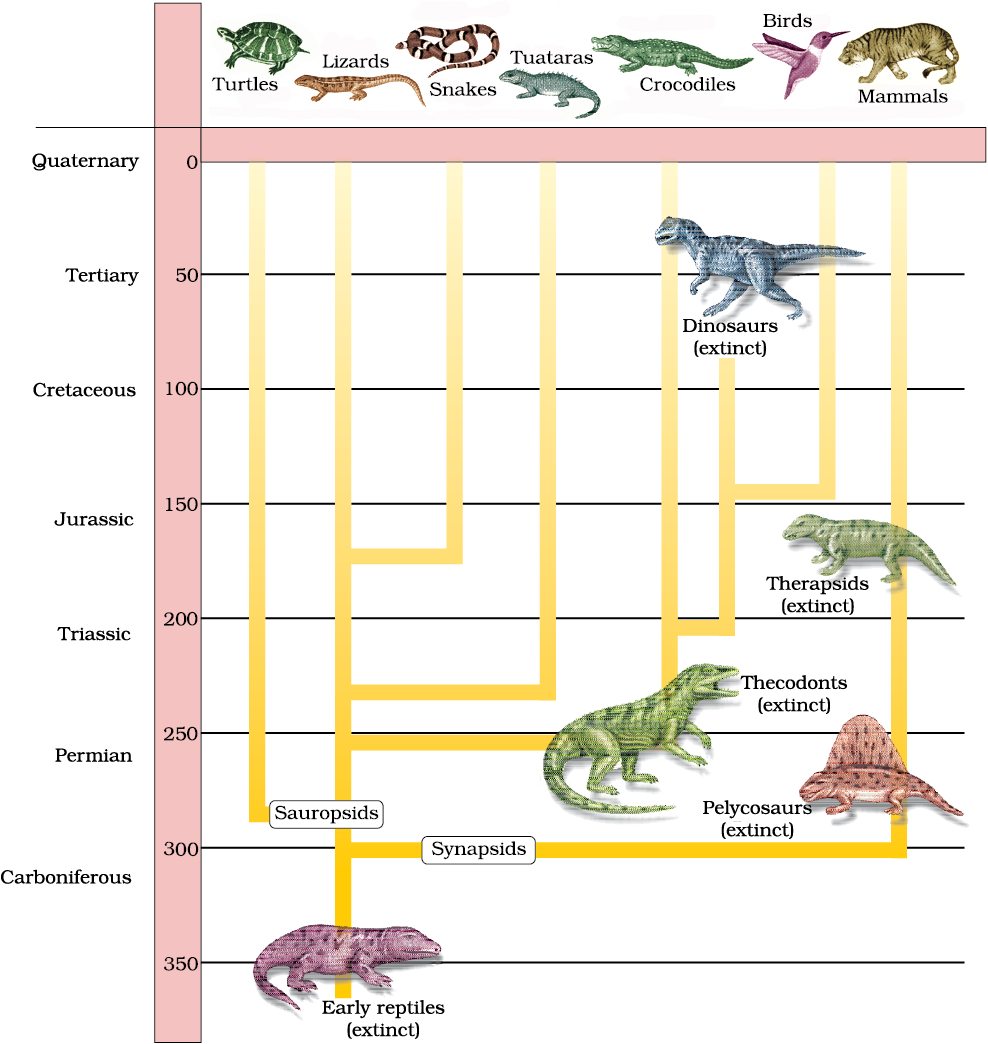 Birds
Lizards
Tuataras
Turtles
Snakes
Crocodiles
Mammals
Quaternary
0
Tertiary
50
Dinosaurs
(extinct)
Cretaceous
100
150
Jurassic
Therapsids
(extinct)
200
Triassic
Thecodonts
(extinct)
250
Permian
Pelycosaurs
(extinct)
Sauropsids
300
Synapsids
Carboniferous
350
Early reptiles
(extinct)